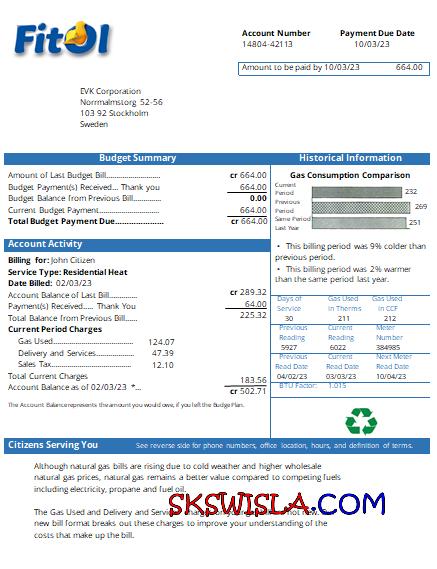 FitOl
Account Number Payment Due Date
14804-42113 10/03/23
Amount to be paid by 10/03/23 664.00
EVK Corporation
Norrmalmstorg 52-56
103 92 Stockholm
Sweden
Budget Summary
Amount of Last Budget Bill............................ cr 664.00
Budget Payment(s) Received... Thank you 664.00
Budget Balance from Previous Bill.............. 0.00
Current Budget Payment............................ 664.00
Total Budget Payment Due........................ cr 664.00
Historical Information
Gas Consumption Comparison
Current Period 232
Previous Period 269
Same Period Last Year 251
• This billing period was 9% colder than
previous period.
• This billing period was 2% warmer
than the same period last year.
Account Activity
Billing for: John Citizen
Service Type: Residential Heat
Date Billed: 02/03/23
Account Balance of Last Bill............. cr 289.32
Payment(s) Received..... Thank You 64.00
Total Balance from Previous Bill....... 225.32
Current Period Charges
Gas Used........................... 124.07
Delivery and Services............. 47.39
Sales Tax........................... 12.10
Total Current Charges 183.56
Account Balance as of 02/03/23 *... cr 502.71
The Account Balance represents the amount you would owe, if you left the Budget Plan.
Days of Service Gas Used in Therms Gas Used in CCF
30 211 212
Previous Reading Current Reading Meter Number
5927 6022 384985
Previous Read Date Current Read Date Next Meter Read Date
04/02/23 03/03/23 10/04/23
BTU Factor: 1.015
Citizens Serving You See reverse side for phone numbers, office location, hours, and definition of terms.
Although natural gas bills are rising due to cold weather and higher wholesale
natural gas prices, natural gas remains a better value compared to competing fuels
including electricity, propane and fuel oil.
SKSWISLA.COM
The Gas Used and Delivery and Services new. Our
new bill format breaks out these charges to improve your understanding of the
costs that make up the bill.